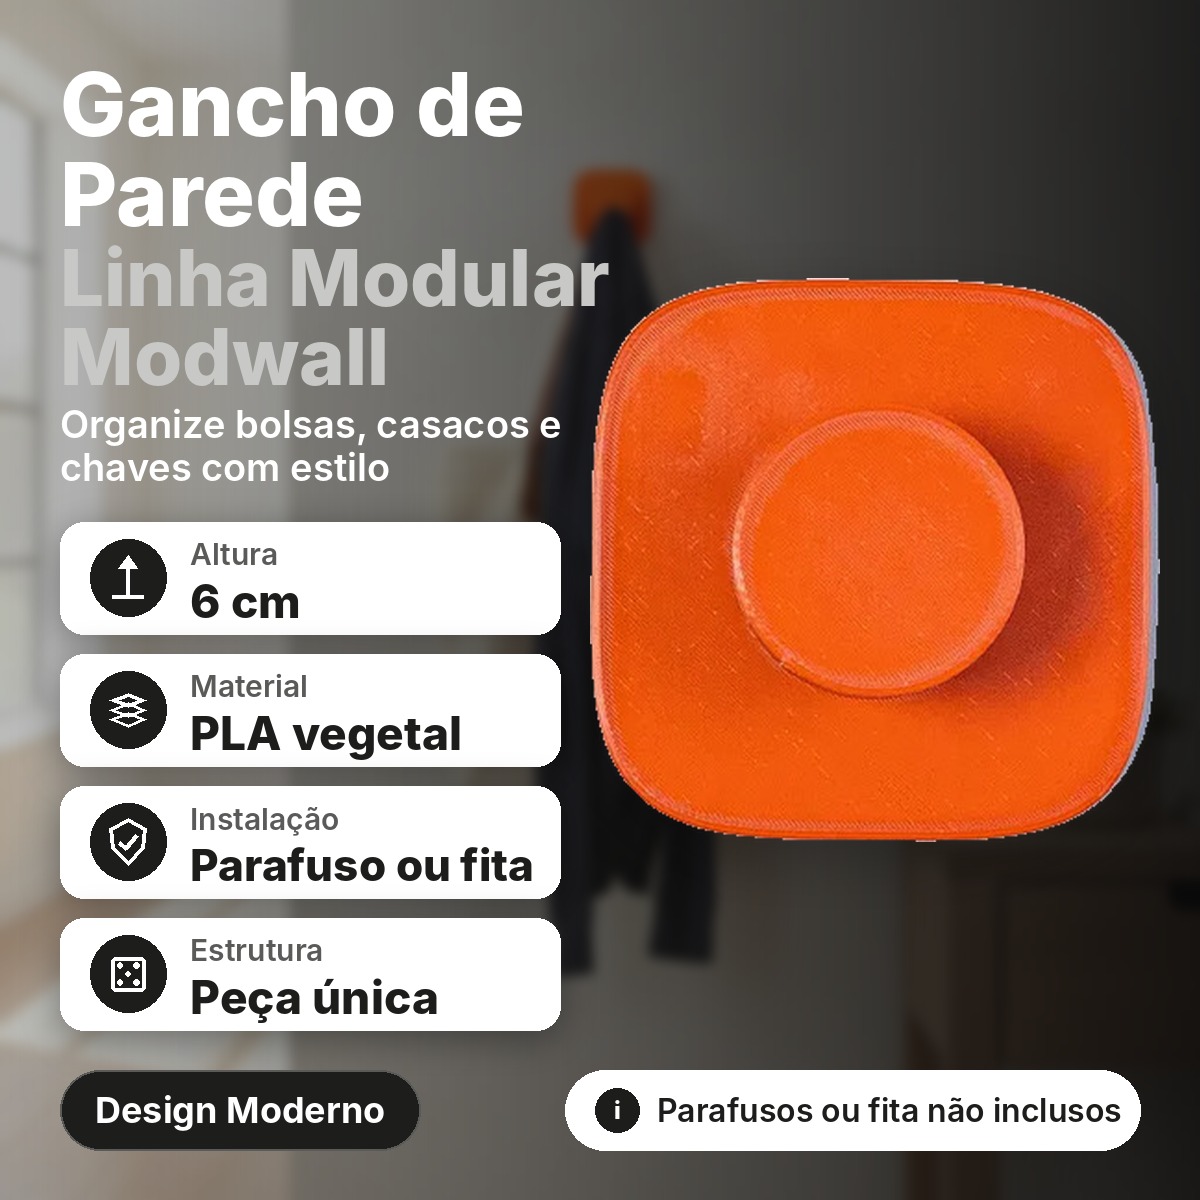 Gancho de
Parede
Linha Modular
Modwall
Organize bolsas, casacos e
chaves com estilo
Altura
6 cm
Material
PLA vegetal
Instalação
Parafuso ou fita
Estrutura
Peça única
Design Moderno
i Parafusos ou fita não inclusos